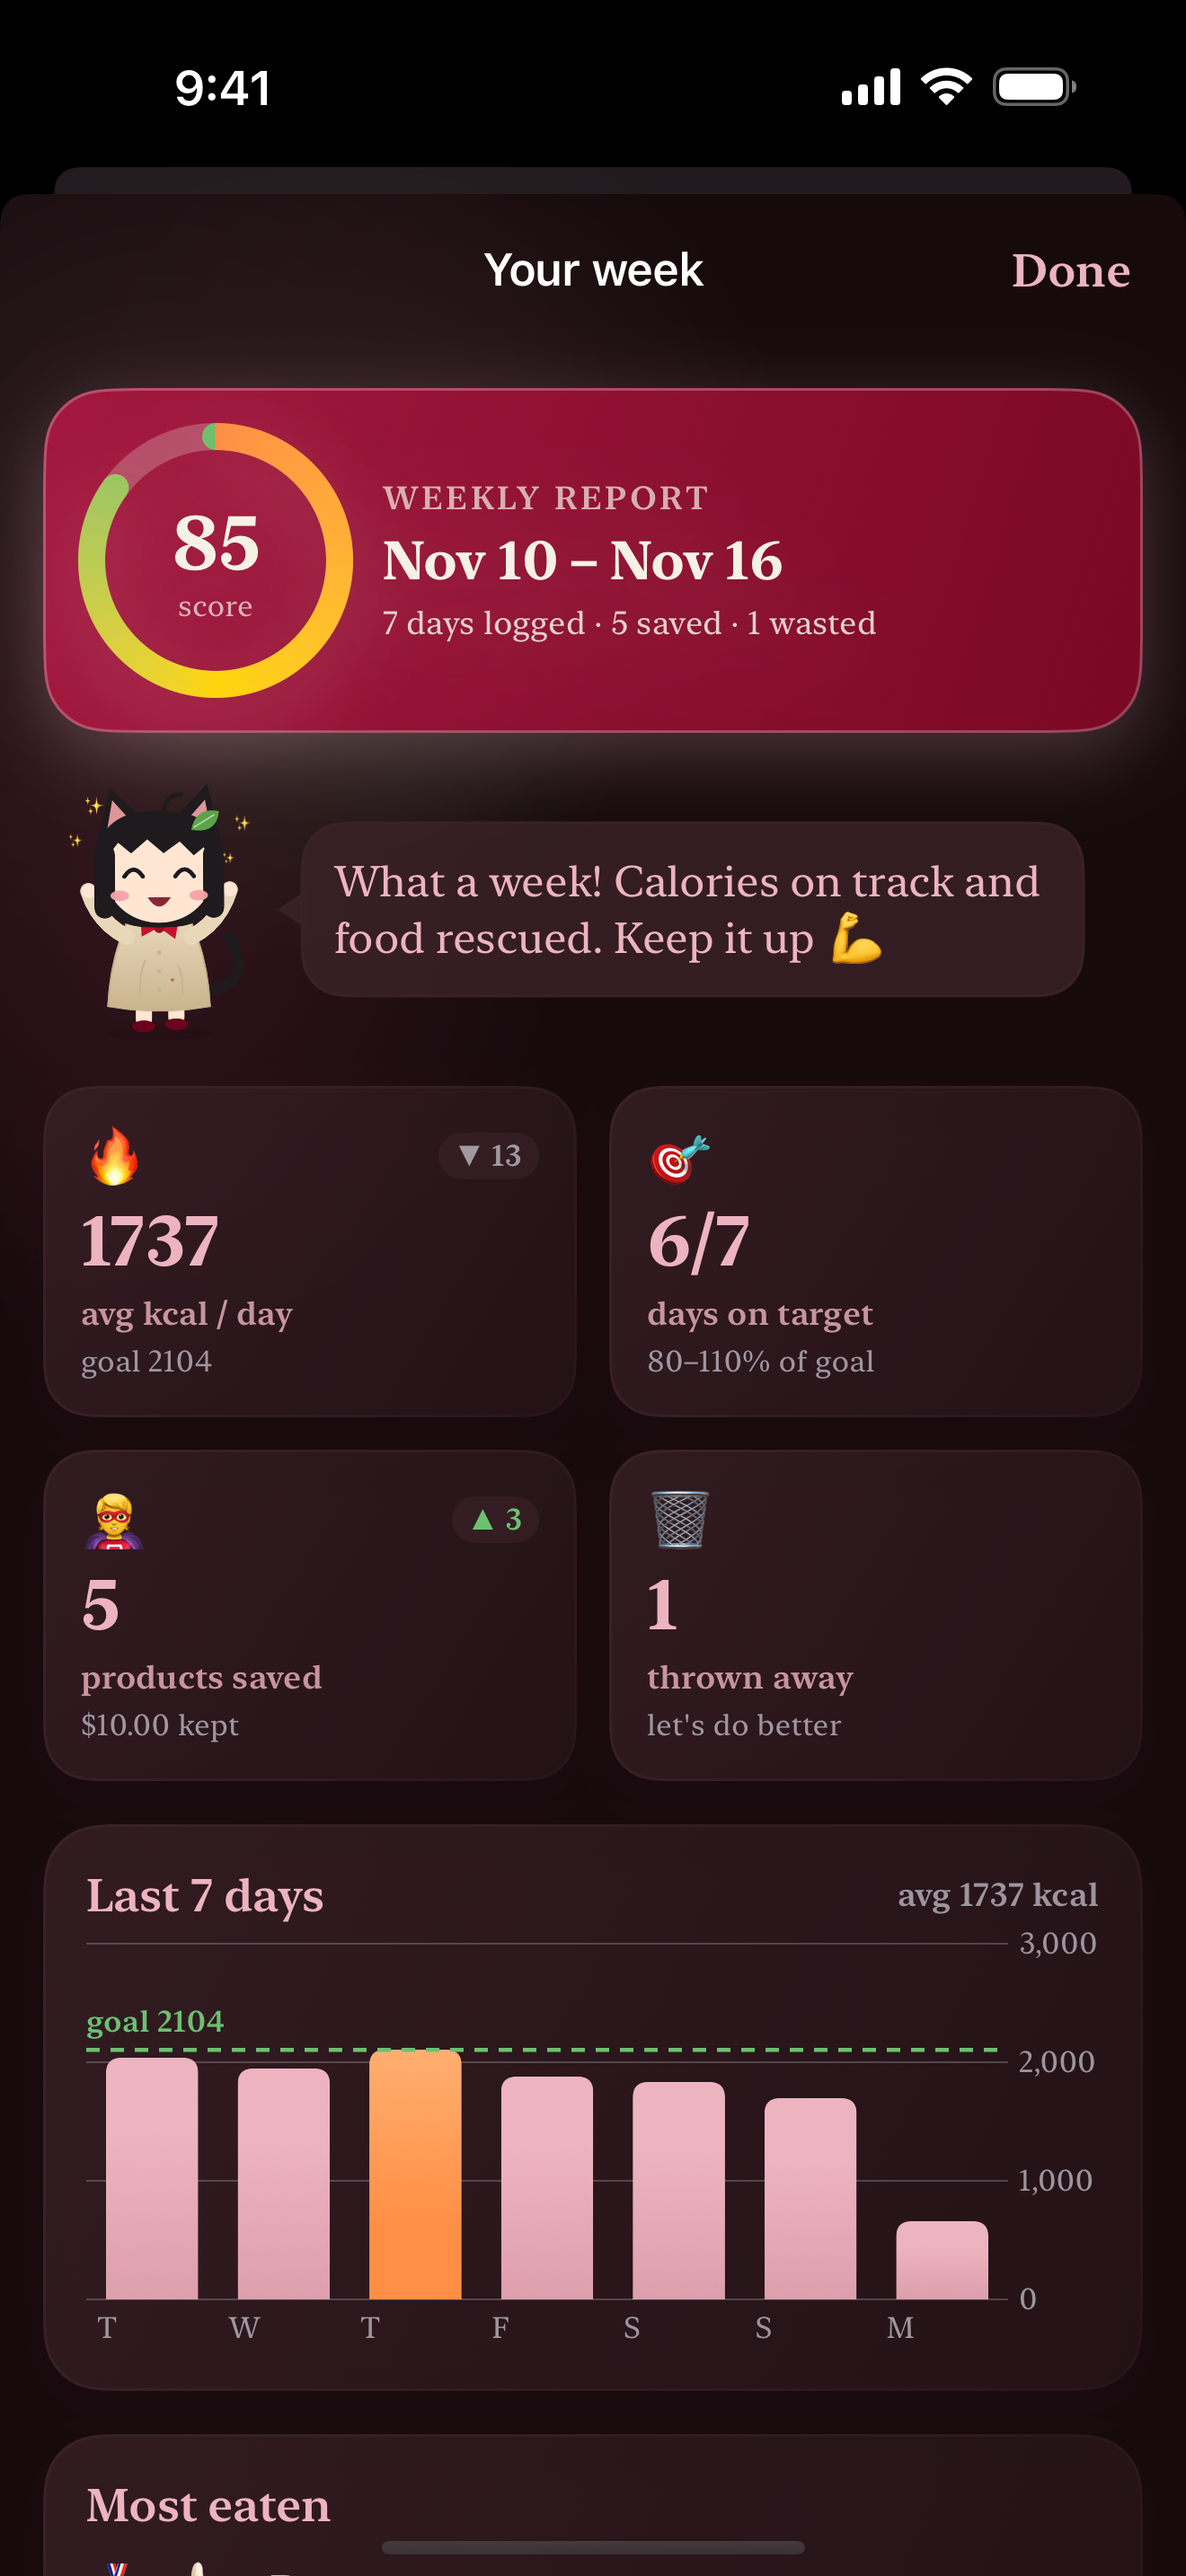 9:41
Your week
Done
85
score
WEEKLY REPORT
Nov 10 – Nov 16
7 days logged · 5 saved · 1 wasted
What a week! Calories on track and
food rescued. Keep it up 💪
▼ 13
1737
avg kcal / day
goal 2104
6/7
days on target
80–110% of goal
▲ 3
5
products saved
$10.00 kept
1
thrown away
let's do better
Last 7 days
avg 1737 kcal
3,000
goal 2104
2,000
1,000
0
T W T F S S M
Most eaten